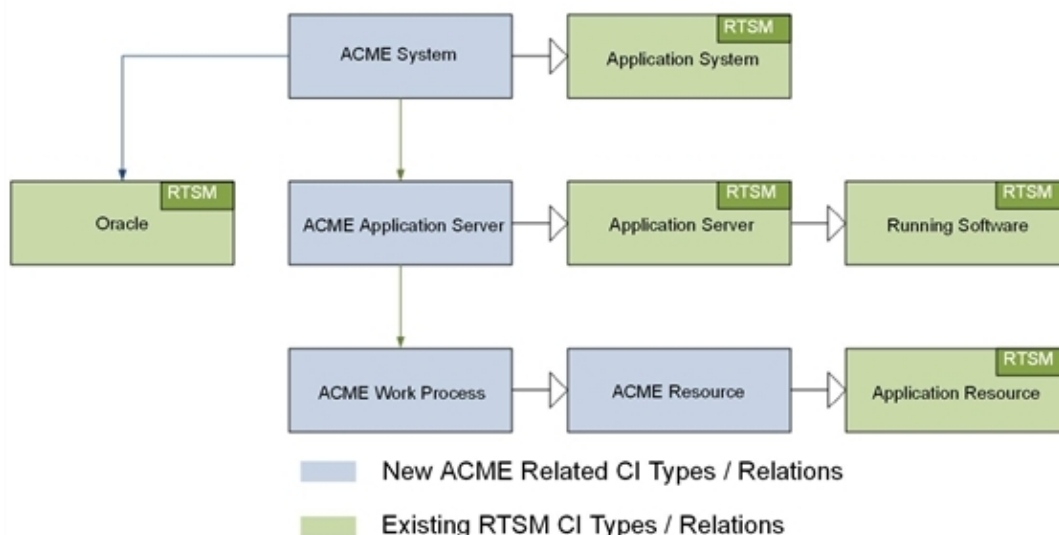 RTSM
ACME System
Application System
RTSM
Oracle
ACME Application Server
RTSM
Application Server
RTSM
Running Software
ACME Work Process
ACME Resource
RTSM
Application Resource
New ACME Related CI Types / Relations
Existing RTSM CI Types / Relations